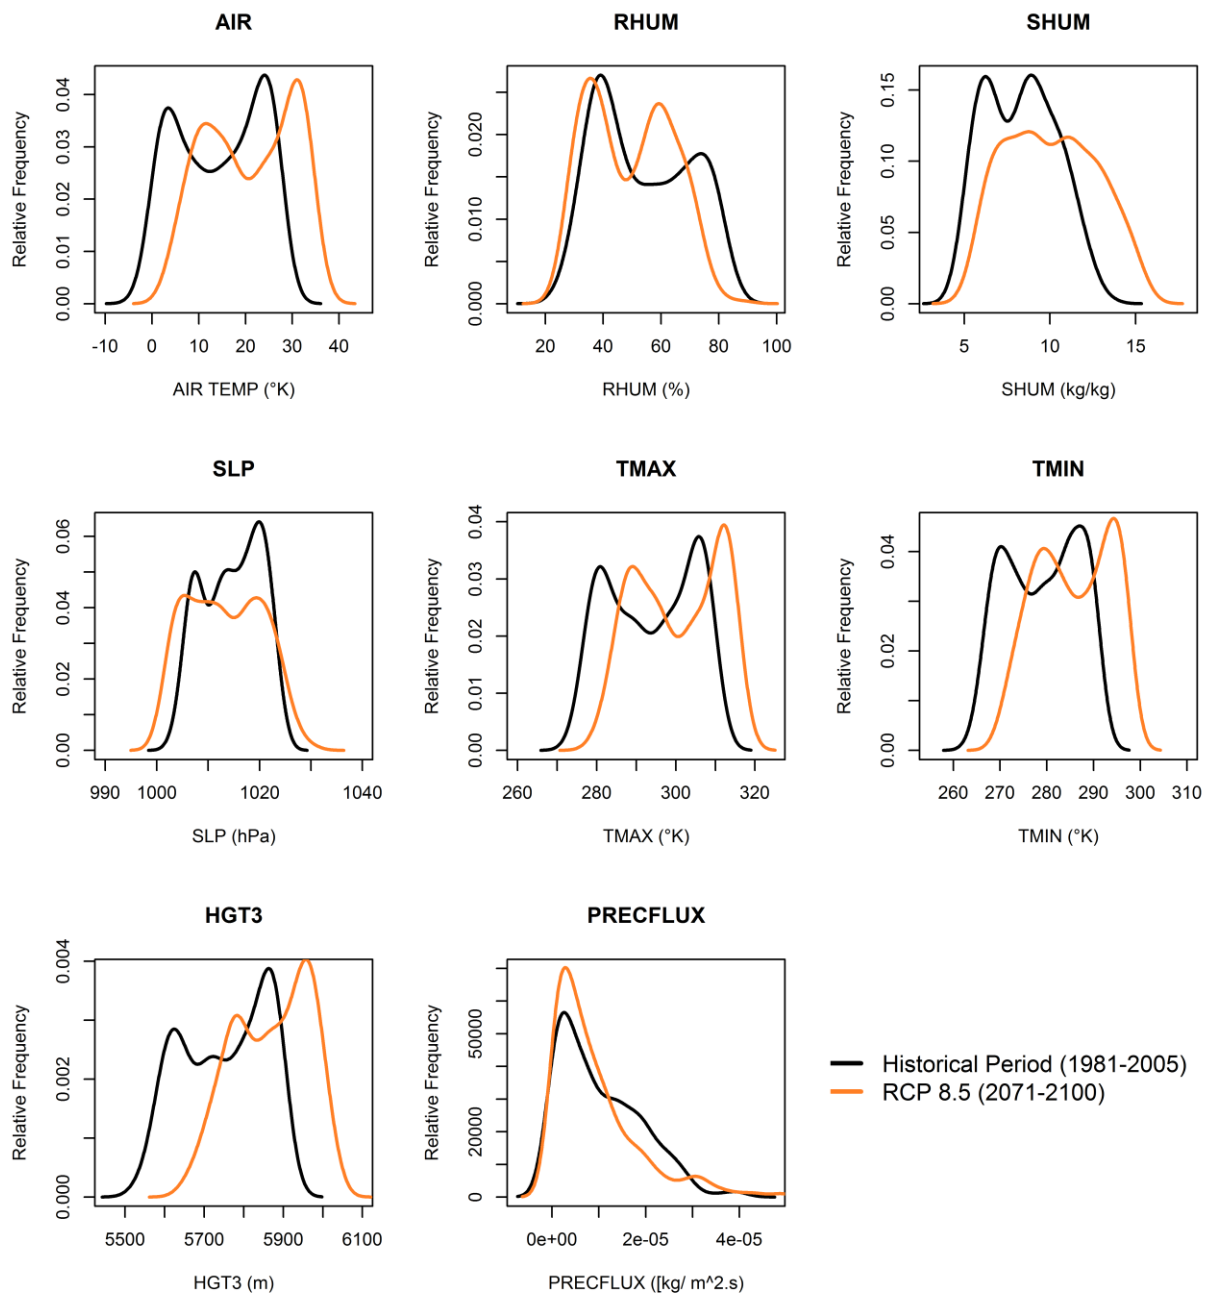 AIR
RHUM
SHUM
Relative Frequency
0.00 0.01 0.02 0.03 0.04
-10 0 10 20 30 40
AIR TEMP (°K)
Relative Frequency
0.000 0.010 0.020
20 40 60 80 100
RHUM (%)
Relative Frequency
0.00 0.05 0.10 0.15
5 10 15
SHUM (kg/kg)
SLP
TMAX
TMIN
Relative Frequency
0.00 0.02 0.04 0.06
990 1000 1020 1040
SLP (hPa)
Relative Frequency
0.00 0.01 0.02 0.03 0.04
260 280 300 320
TMAX (°K)
Relative Frequency
0.00 0.02 0.04
260 270 280 290 300 310
TMIN (°K)
HGT3
PRECFLUX
Relative Frequency
0.000 0.002 0.004
5500 5700 5900 6100
HGT3 (m)
Relative Frequency
0 20000 50000
0e+00 2e-05 4e-05
PRECFLUX ([kg/ m^2.s)
Historical Period (1981-2005)
RCP 8.5 (2071-2100)